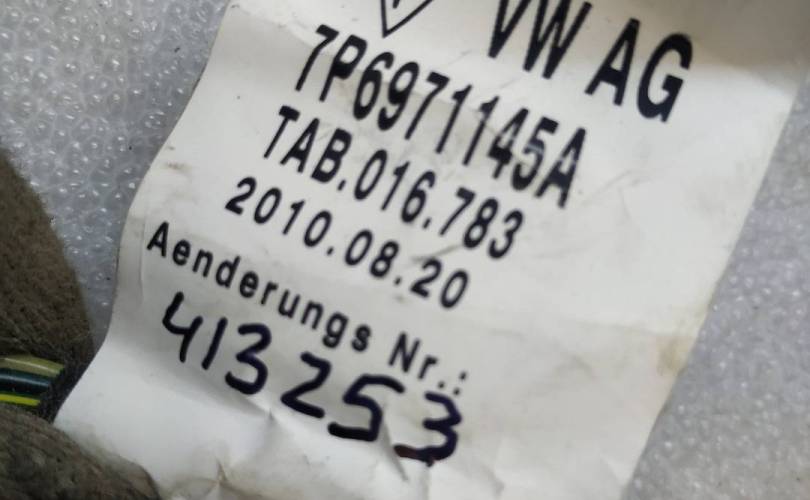 VW AG
7P6971145A
TAB.016.783
2010.08.20
Aenderungs Nr.:
413253